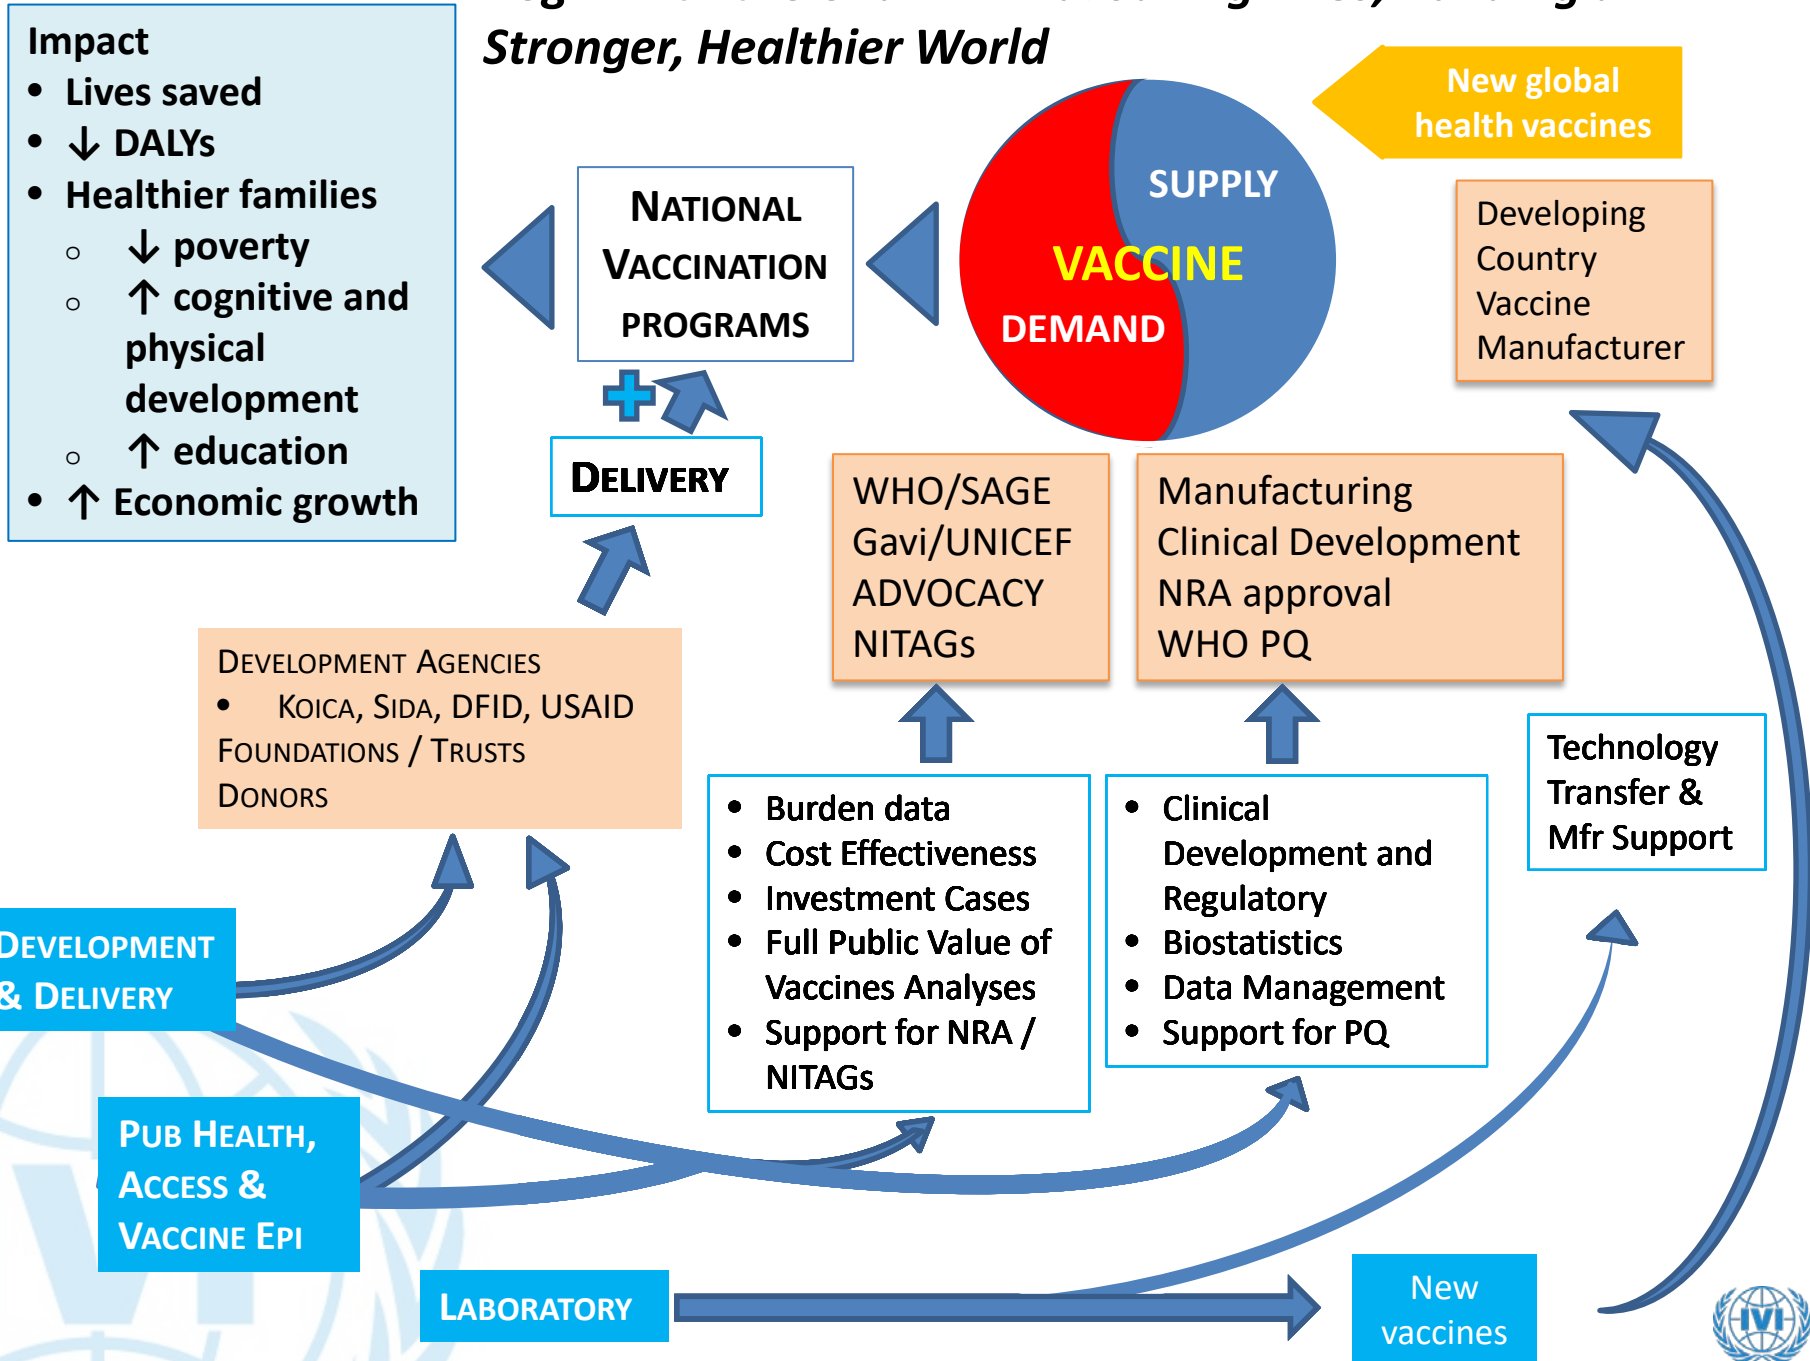 Stronger, Healthier World
Impact
• Lives saved
• ↓ DALYs
• Healthier families
o ↓ poverty
o ↑ cognitive and
physical
development
o ↑ education
• ↑ Economic growth
NATIONAL
VACCINATION
PROGRAMS
SUPPLY
VACCINE
DEMAND
New global
health vaccines
Developing
Country
Vaccine
Manufacturer
DELIVERY
WHO/SAGE
Gavi/UNICEF
ADVOCACY
NITAGs
Manufacturing
Clinical Development
NRA approval
WHO PQ
DEVELOPMENT AGENCIES
• KOICA, SIDA, DFID, USAID
FOUNDATIONS / TRUSTS
DONORS
• Burden data
• Cost Effectiveness
• Investment Cases
• Full Public Value of
Vaccines Analyses
• Support for NRA /
NITAGs
• Clinical
Development and
Regulatory
• Biostatistics
• Data Management
• Support for PQ
Technology
Transfer &
Mfr Support
DEVELOPMENT
& DELIVERY
PUB HEALTH,
ACCESS &
VACCINE EPI
LABORATORY
New
vaccines
IVI
IVI